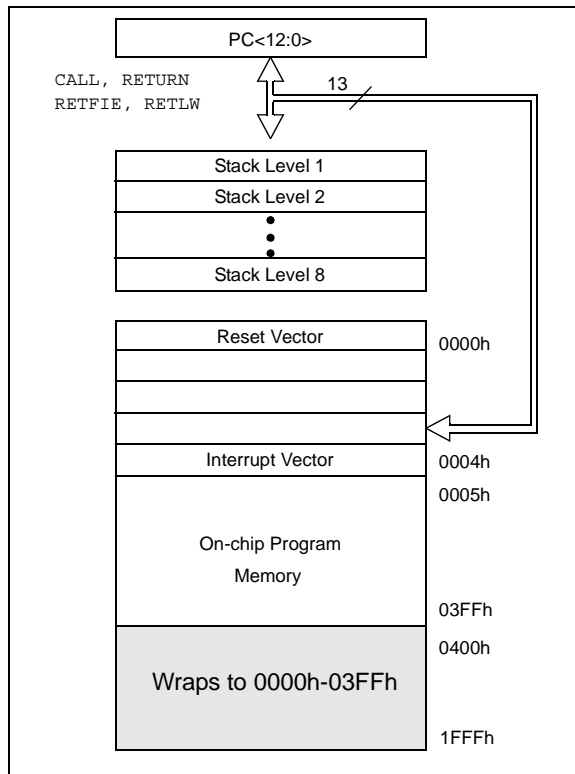 PC<12:0>
CALL, RETURN
RETFIE, RETLW
13
Stack Level 1
Stack Level 2
Stack Level 8
Reset Vector
0000h
Interrupt Vector
0004h
0005h
On-chip Program
Memory
03FFh
0400h
Wraps to 0000h-03FFh
1FFFh